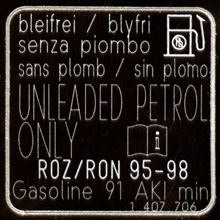 bleifrei / blyfri
senza piombo
sans plomb / sin plomo
UNLEADED PETROL
ONLY
ROZ/RON 95-98
Gasoline 91 AKI min
1 407 706